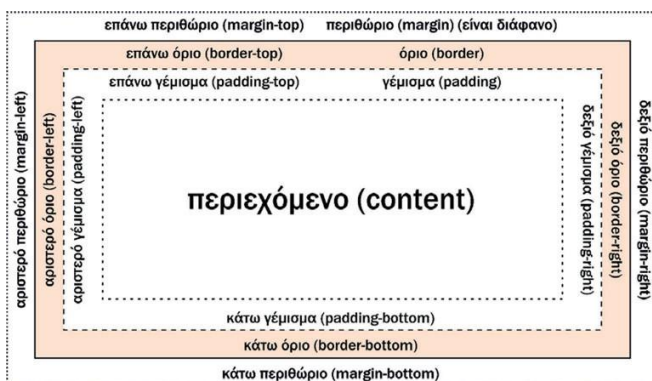 επάνω περιθώριο (margin-top) περιθώριο (margin) (είναι διάφανο)
επάνω όριο (border-top) όριο (border)
επάνω γέμισμα (padding-top) γέμισμα (padding)
αριστερό περιθώριο (margin-left)
αριστερό όριο (border-left)
αριστερό γέμισμα (padding-left)
περιεχόμενο (content)
δεξιό γέμισμα (padding-right)
δεξιό όριο (border-right)
δεξιό περιθώριο (margin-right)
κάτω γέμισμα (padding-bottom)
κάτω όριο (border-bottom)
κάτω περιθώριο (margin-bottom)